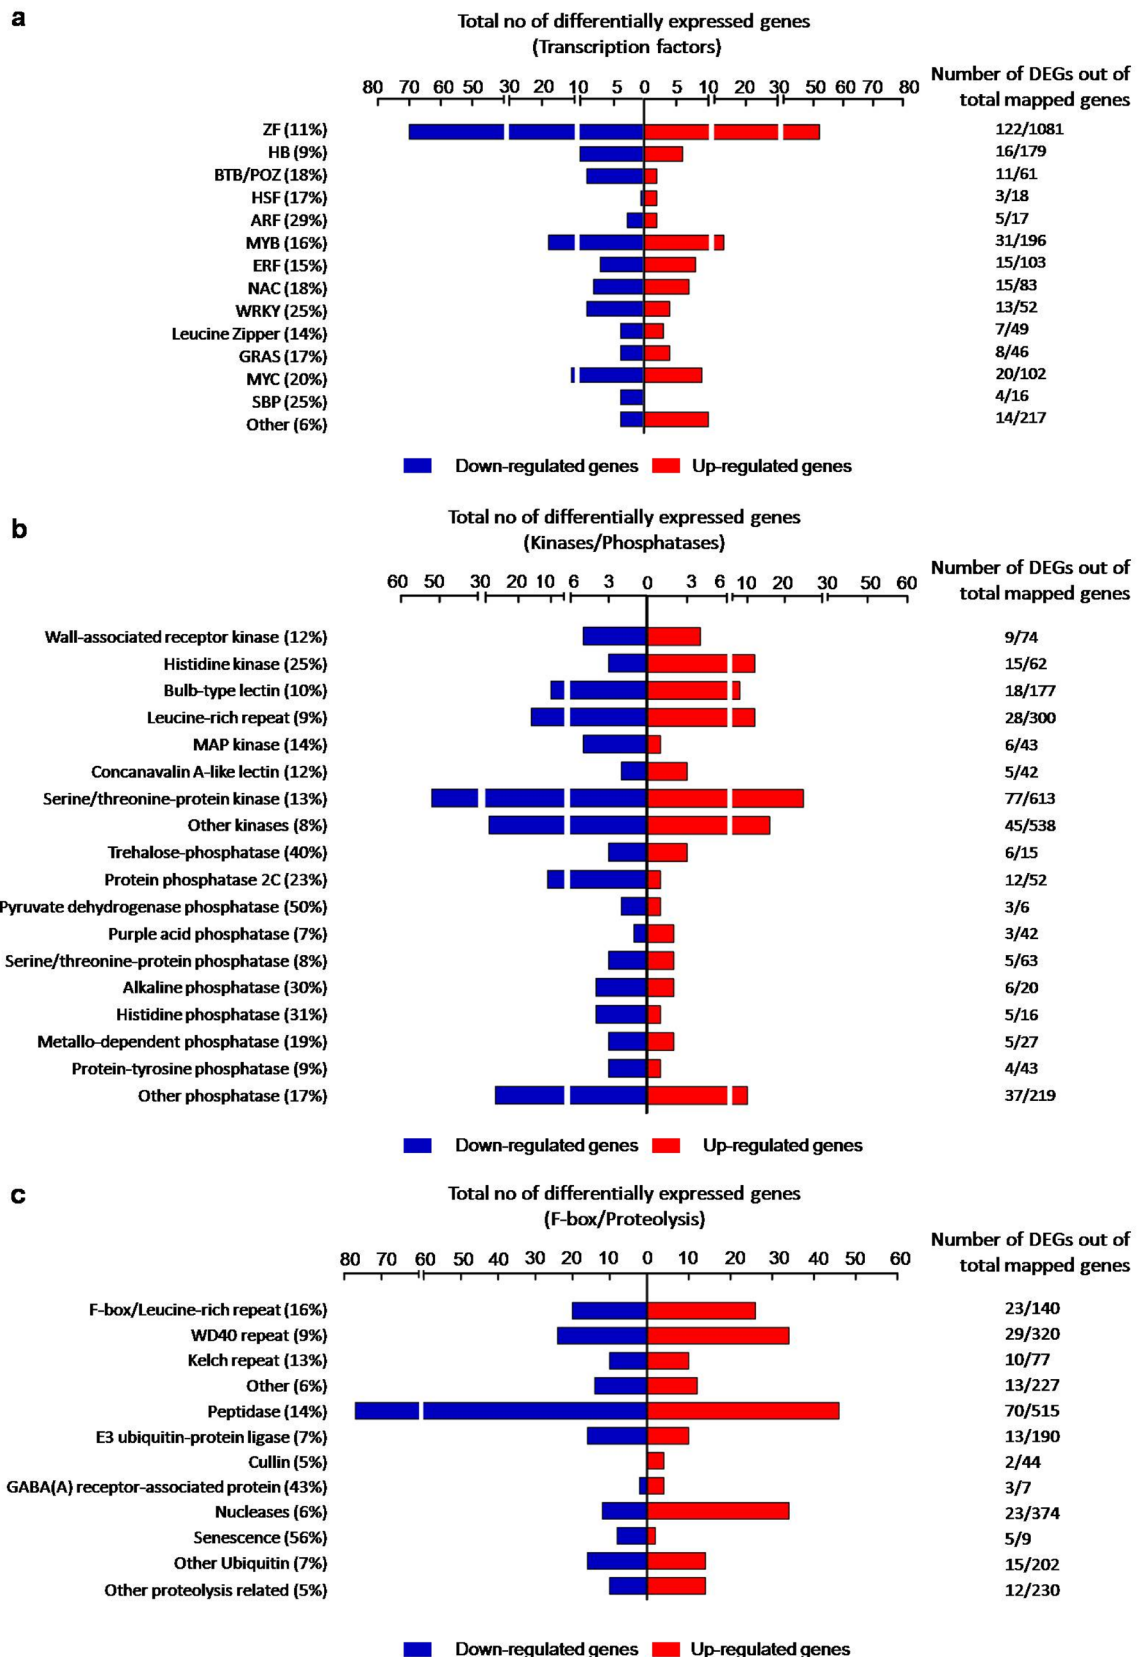 a
Total no of differentially expressed genes
(Transcription factors)
Number of DEGs out of
total mapped genes
80 70 60 50 30 20 10 5 0 5 10 20 30 50 60 70 80
ZF (11%) 122/1081
HB (9%) 16/179
BTB/POZ (18%) 11/61
HSF (17%) 3/18
ARF (29%) 5/17
MYB (16%) 31/196
ERF (15%) 15/103
NAC (18%) 15/83
WRKY (25%) 13/52
Leucine Zipper (14%) 7/49
GRAS (17%) 8/46
MYC (20%) 20/102
SBP (25%) 4/16
Other (6%) 14/217
Down-regulated genes Up-regulated genes
b
Total no of differentially expressed genes
(Kinases/Phosphatases)
Number of DEGs out of
total mapped genes
60 50 30 20 10 6 3 0 3 6 10 20 30 50 60
Wall-associated receptor kinase (12%) 9/74
Histidine kinase (25%) 15/62
Bulb-type lectin (10%) 18/177
Leucine-rich repeat (9%) 28/300
MAP kinase (14%) 6/43
Concanavalin A-like lectin (12%) 5/42
Serine/threonine-protein kinase (13%) 77/613
Other kinases (8%) 45/538
Trehalose-phosphatase (40%) 6/15
Protein phosphatase 2C (23%) 12/52
Pyruvate dehydrogenase phosphatase (50%) 3/6
Purple acid phosphatase (7%) 3/42
Serine/threonine-protein phosphatase (8%) 5/63
Alkaline phosphatase (30%) 6/20
Histidine phosphatase (31%) 5/16
Metallo-dependent phosphatase (19%) 5/27
Protein-tyrosine phosphatase (9%) 4/43
Other phosphatase (17%) 37/219
Down-regulated genes Up-regulated genes
c
Total no of differentially expressed genes
(F-box/Proteolysis)
Number of DEGs out of
total mapped genes
80 70 60 50 40 30 20 10 0 10 20 30 40 50 60
F-box/Leucine-rich repeat (16%) 23/140
WD40 repeat (9%) 29/320
Kelch repeat (13%) 10/77
Other (6%) 13/227
Peptidase (14%) 70/515
E3 ubiquitin-protein ligase (7%) 13/190
Cullin (5%) 2/44
GABA(A) receptor-associated protein (43%) 3/7
Nucleases (6%) 23/374
Senescence (56%) 5/9
Other Ubiquitin (7%) 15/202
Other proteolysis related (5%) 12/230
Down-regulated genes Up-regulated genes